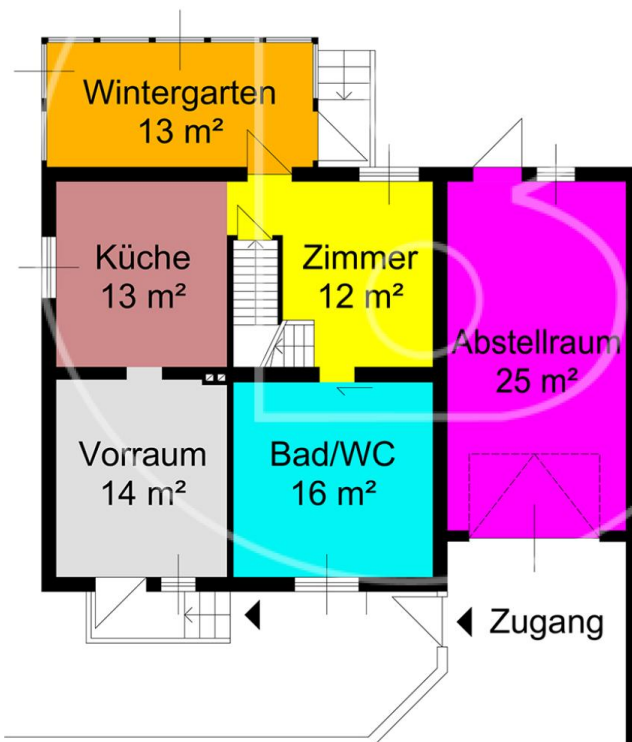 Wintergarten
13 m²
Küche
13 m²
Zimmer
12 m²
Abstellraum
25 m²
Vorraum
14 m²
Bad/WC
16 m²
Zugang